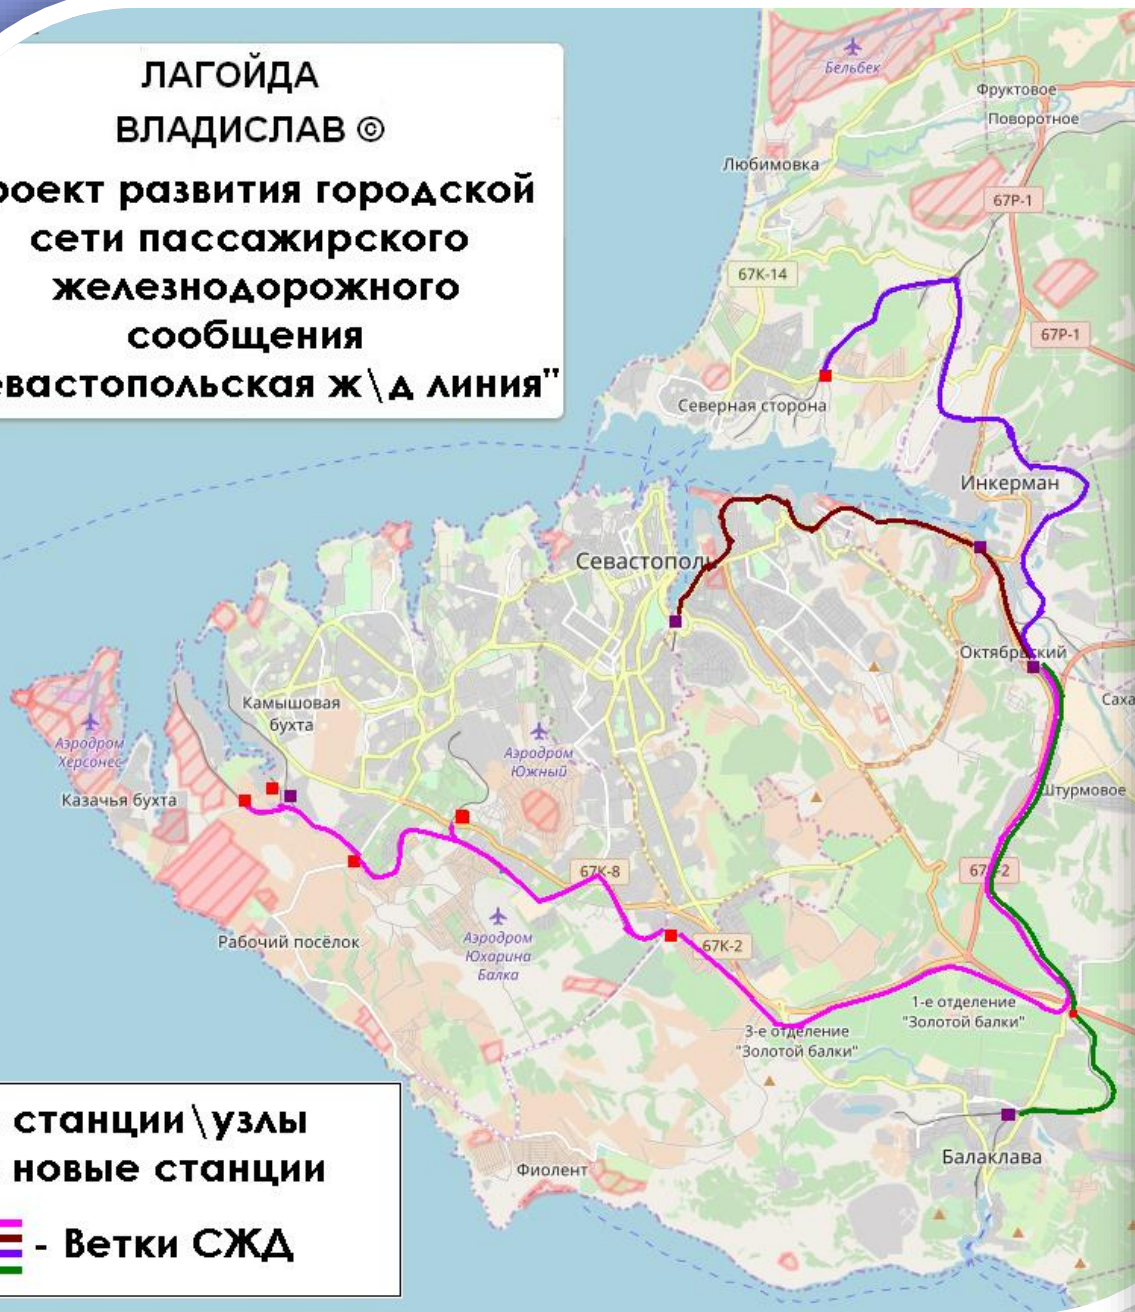 ЛАГОЙДА
ВЛАДИСЛАВ ©
роект развития городской
сети пассажирского
железнодорожного
сообщения
евастопольская ж\д линия"
Бельбек
Фруктовое
Поворотное
Любимовка
67Р-1
67К-14
67Р-1
Северная сторона
Инкерман
Севастополь
Октябрьский
Камышовая
бухта
Саха
Аэродром
Херсонес
Аэродром
Южный
Казачья бухта
Штурмовое
67К-8
67К-2
Рабочий посёлок
Аэродром
Юхарина
Балка
67К-2
1-е отделение
"Золотой балки"
3-е отделение
"Золотой балки"
Балаклава
Фиолент
станции\узлы
новые станции
- Ветки СЖД